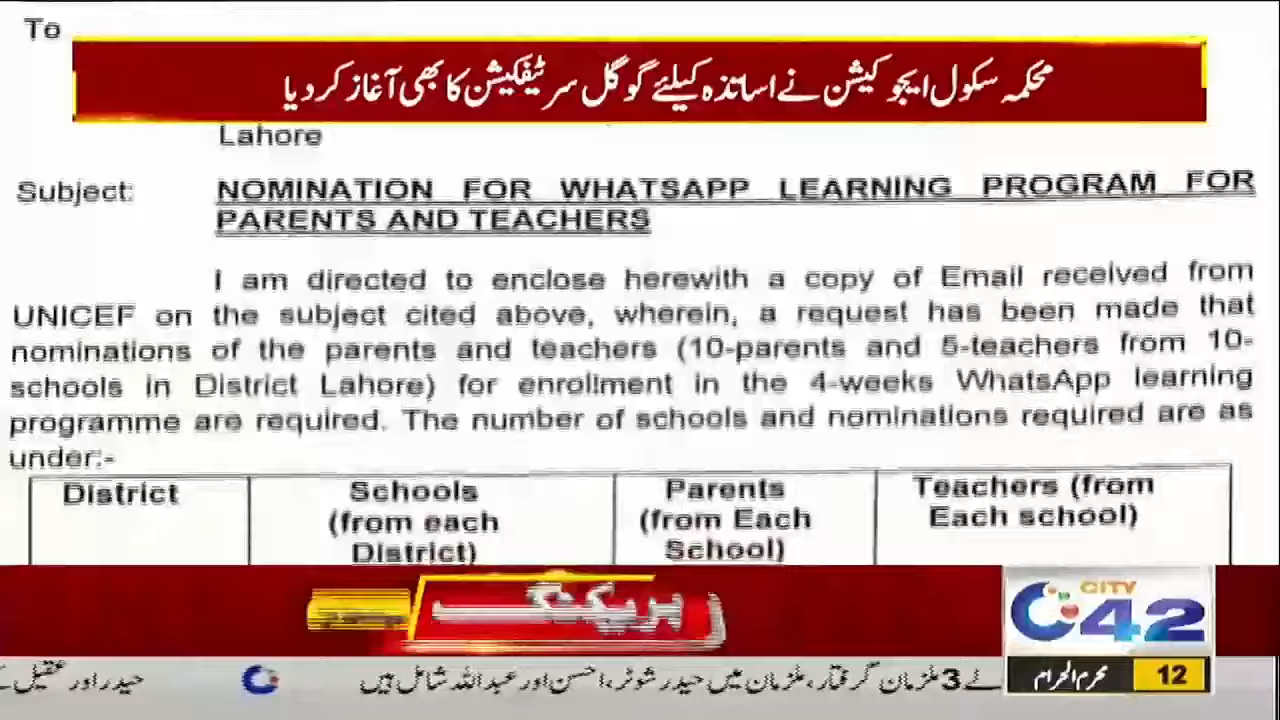 To
محکمہ سکول ایجوکیشن نے اساتذہ کیلئے گوگل سرٹیفکیشن کا بھی آغاز کر دیا
Lahore
Subject: NOMINATION FOR WHATSAPP LEARNING PROGRAM FOR
PARENTS AND TEACHERS
I am directed to enclose herewith a copy of Email received from
UNICEF on the subject cited above, wherein, a request has been made that
nominations of the parents and teachers (10-parents and 5-teachers from 10-
schools in District Lahore) for enrollment in the 4-weeks WhatsApp learning
programme are required. The number of schools and nominations required are as
under:-
District
Schools
(from each
District)
Parents
(from Each
School)
Teachers (from
Each school)
بریکنگ
CITY
42
لے 3 ملزمان گرفتار، ملزمان میں حیدر شوٹر، احسن اور عبداللہ شامل ہیں
حیدر اور عقیل کے
محرم الحرام 12